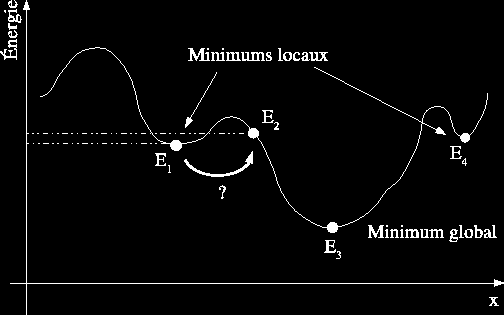 Énergie
Minimums locaux
E2
E1
E4
?
Minimum global
E3
x